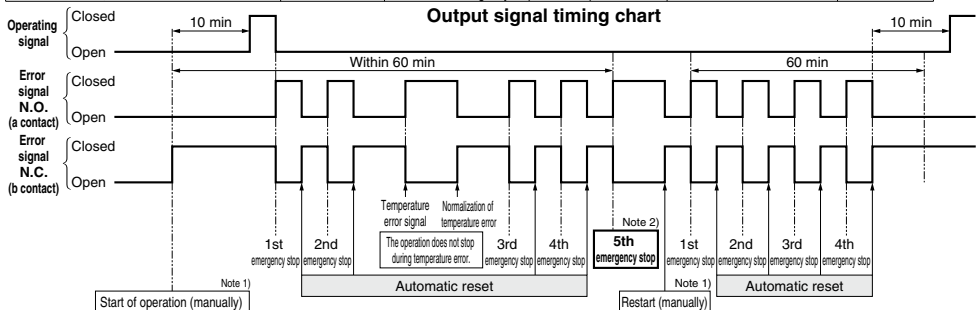 Output signal timing chart
Operating signal
Closed
Open
10 min
10 min
Within 60 min
60 min
Error signal N.O. (a contact)
Closed
Open
Error signal N.C. (b contact)
Closed
Open
Temperature error signal
Normalization of temperature error
The operation does not stop during temperature error.
1st emergency stop
2nd emergency stop
3rd emergency stop
4th emergency stop
Note 2)
5th emergency stop
1st emergency stop
2nd emergency stop
3rd emergency stop
4th emergency stop
Automatic reset
Automatic reset
Note 1)
Start of operation (manually)
Note 1)
Restart (manually)